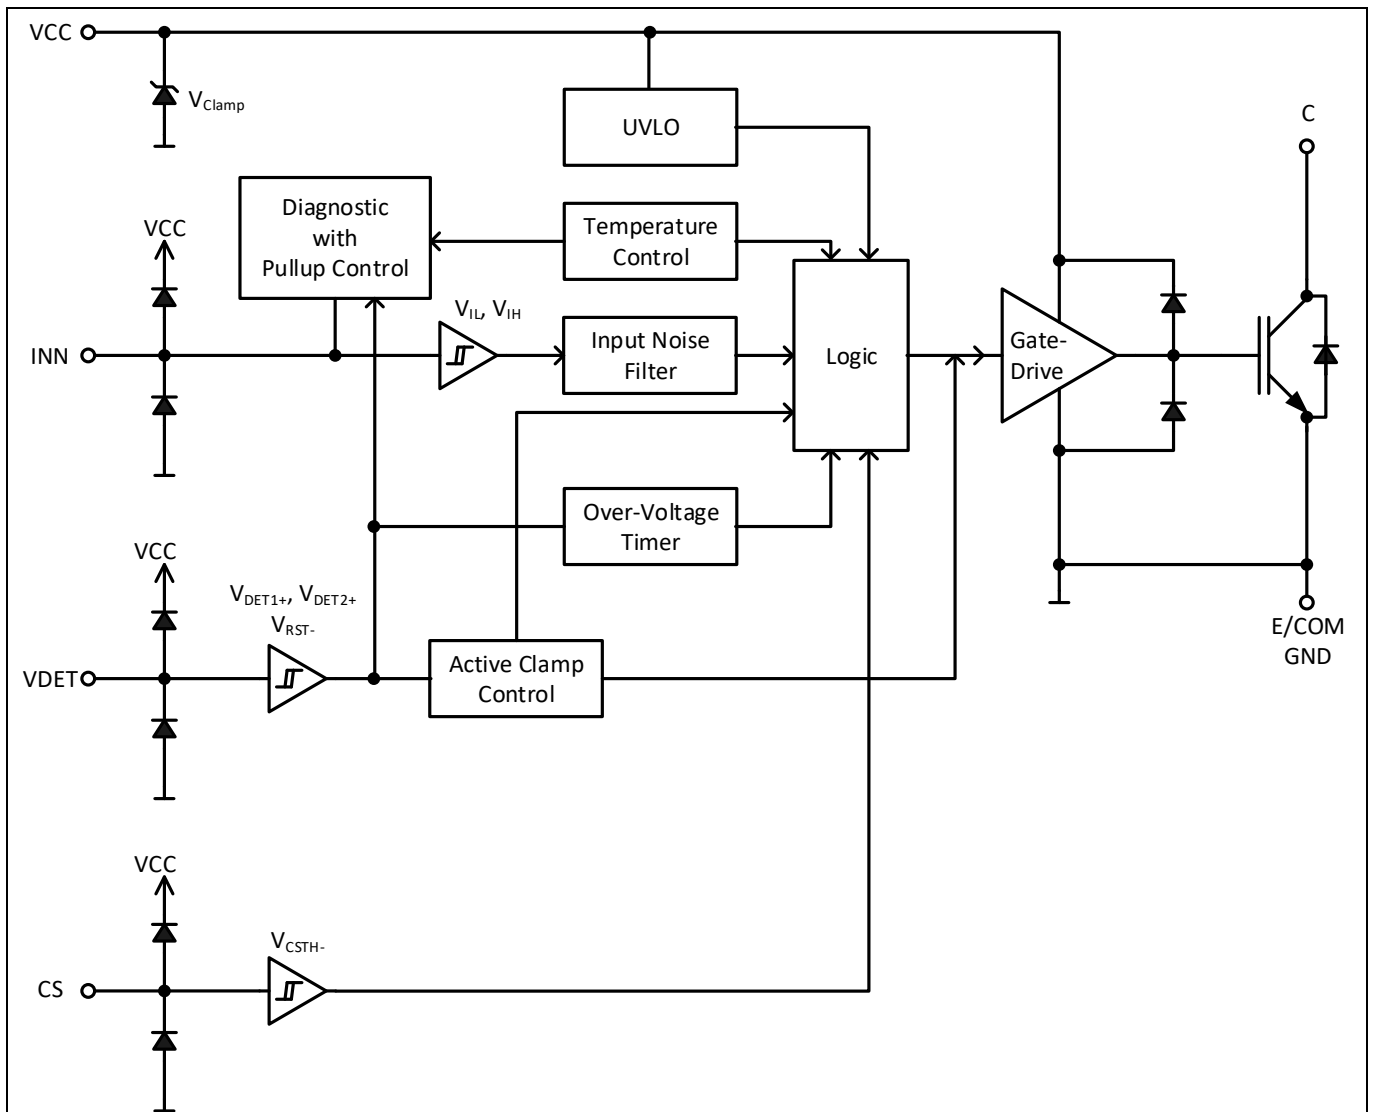 VCC
V_Clamp
UVLO
C
Diagnostic
with
Pullup Control
Temperature
Control
VCC
V_IL, V_IH
INN
Input Noise
Filter
Logic
Gate-
Drive
Over-Voltage
Timer
VCC
V_DET1+, V_DET2+
V_RST-
VDET
Active Clamp
Control
E/COM
GND
VCC
V_CSTH-
CS